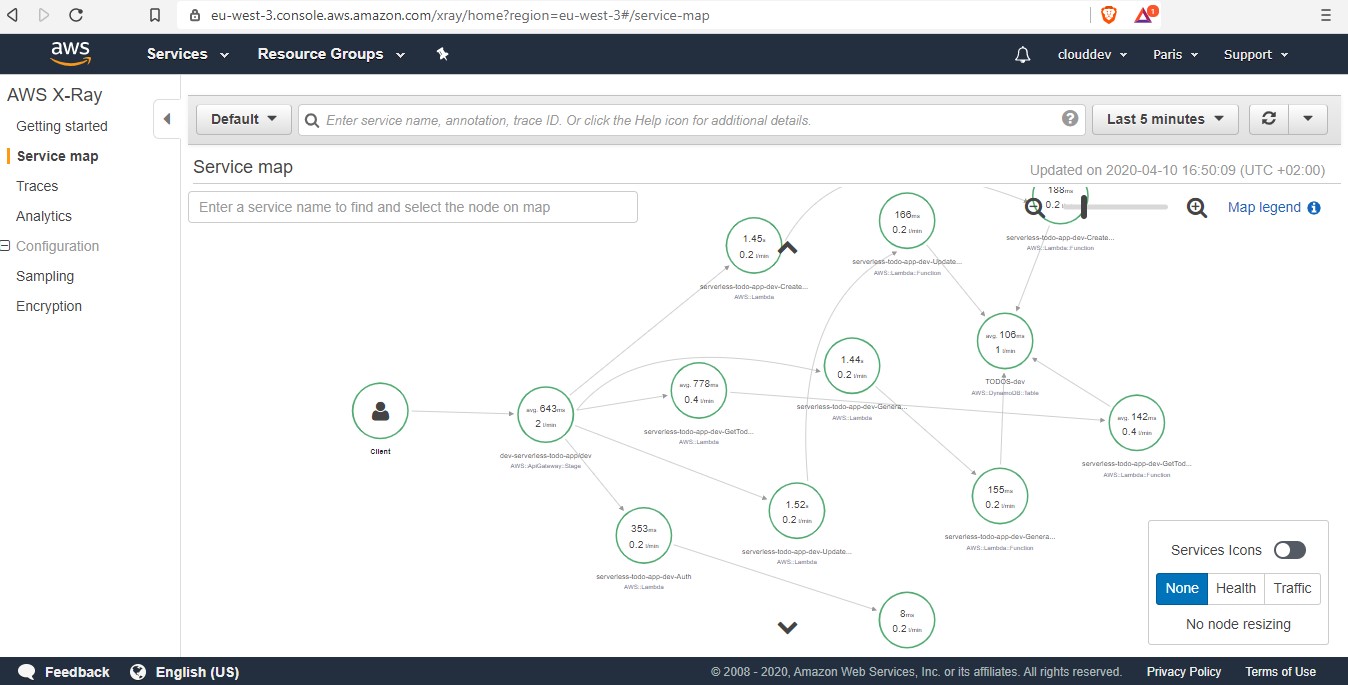 eu-west-3.console.aws.amazon.com/xray/home?region=eu-west-3#/service-map
1
aws
Services
Resource Groups
clouddev
Paris
Support
AWS X-Ray
Getting started
Service map
Traces
Analytics
Configuration
Sampling
Encryption
Default
Enter service name, annotation, trace ID. Or click the Help icon for additional details.
?
Last 5 minutes
Service map
Updated on 2020-04-10 16:50:09 (UTC +02:00)
Enter a service name to find and select the node on map
Map legend
188ms
0.2
serverless-todo-app-dev-Create...
AWS::Lambda::Function
166ms
0.2 t/min
serverless-todo-app-dev-Update...
AWS::Lambda::Function
1.45s
0.2 t/min
serverless-todo-app-dev-Create...
AWS::Lambda
avg. 106ms
1 t/min
TODOS-dev
AWS::DynamoDB::Table
1.44s
0.2 t/min
serverless-todo-app-dev-Genera...
AWS::Lambda
avg. 778ms
0.4 t/min
serverless-todo-app-dev-GetTod...
AWS::Lambda
Client
avg. 643ms
2 t/min
dev-serverless-todo-app/dev
AWS::ApiGateway::Stage
avg. 142ms
0.4 t/min
serverless-todo-app-dev-GetTod...
AWS::Lambda::Function
155ms
0.2 t/min
serverless-todo-app-dev-Genera...
AWS::Lambda::Function
1.52s
0.2 t/min
serverless-todo-app-dev-Update...
AWS::Lambda
353ms
0.2 t/min
serverless-todo-app-dev-Auth
AWS::Lambda
8ms
0.2 t/min
Services Icons
None
Health
Traffic
No node resizing
Feedback
English (US)
© 2008 - 2020, Amazon Web Services, Inc. or its affiliates. All rights reserved.
Privacy Policy
Terms of Use